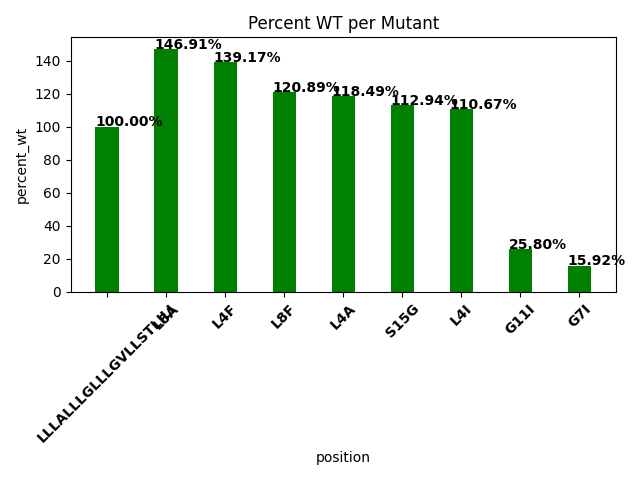 Percent WT per Mutant
percent_wt
140
120
100
80
60
40
20
0
100.00%
146.91%
139.17%
120.89%
118.49%
112.94%
110.67%
25.80%
15.92%
L4F
L8F
L4A
S15G
L4I
G11I
G7I
position